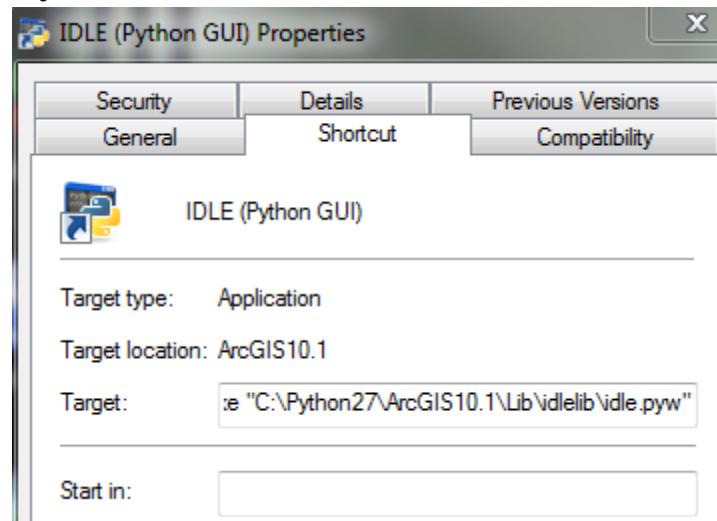 IDLE (Python GUI) Properties
Security Details Previous Versions
General Shortcut Compatibility
IDLE (Python GUI)
Target type: Application
Target location: ArcGIS10.1
Target: :e "C:\Python27\ArcGIS10.1\Lib\idlelib\idle.pyw"
Start in: